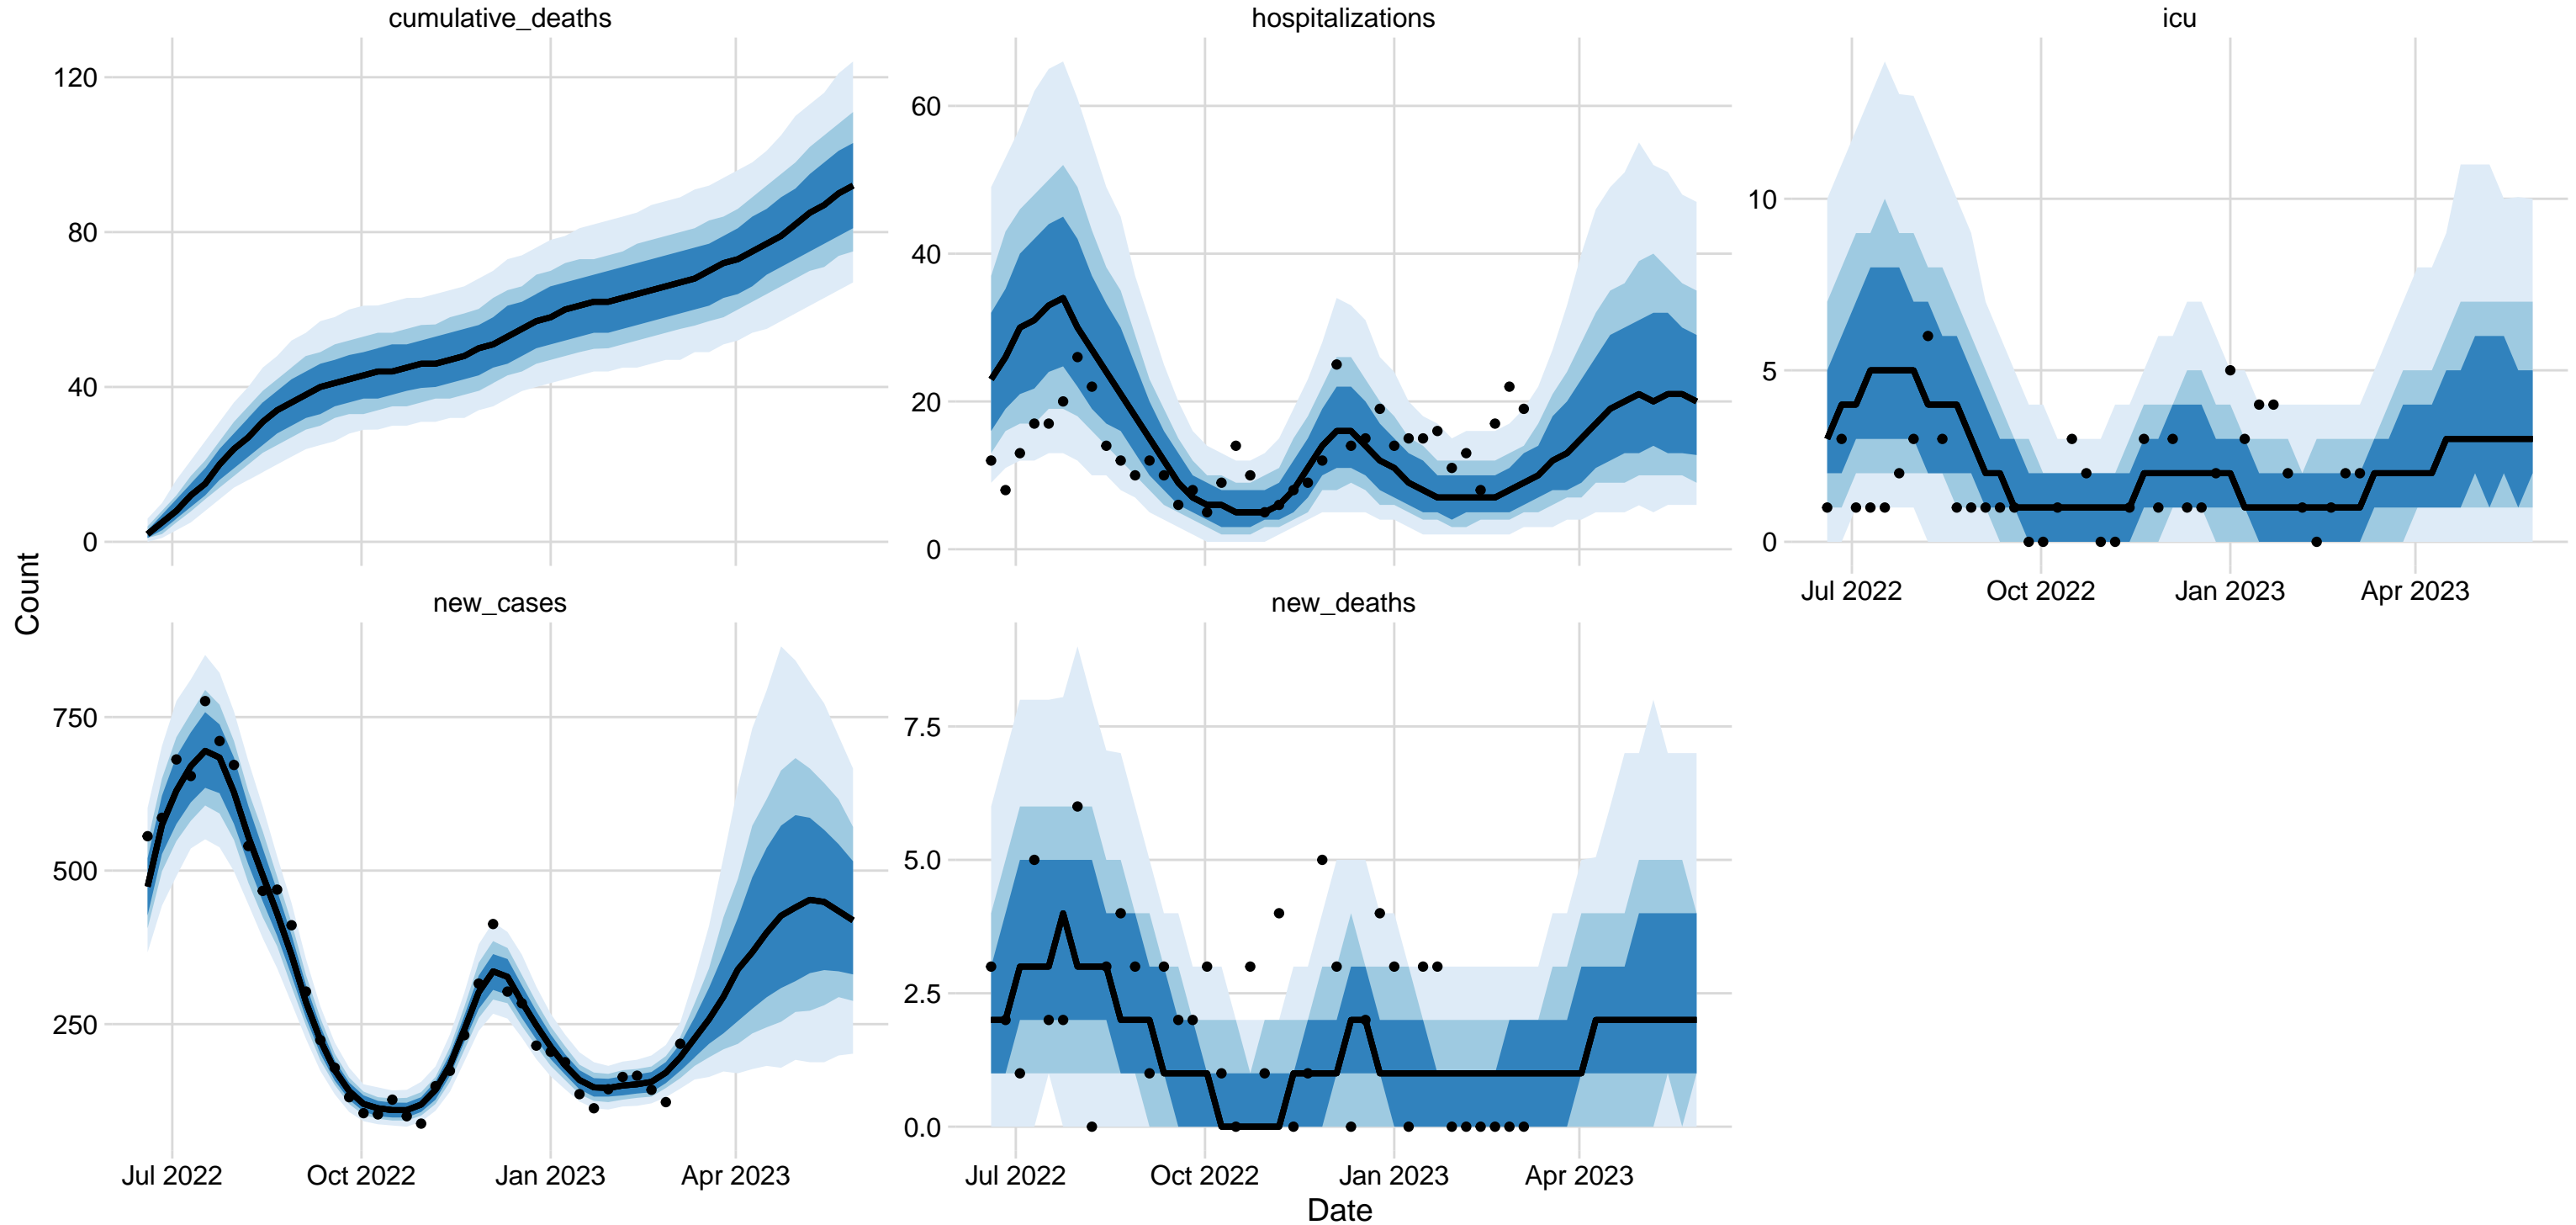 cumulative_deaths
hospitalizations
icu
120
80
40
0
60
40
20
0
10
5
0
Jul 2022
Oct 2022
Jan 2023
Apr 2023
Count
new_cases
new_deaths
750
500
250
7.5
5.0
2.5
0.0
Jul 2022
Oct 2022
Jan 2023
Apr 2023
Jul 2022
Oct 2022
Jan 2023
Apr 2023
Date